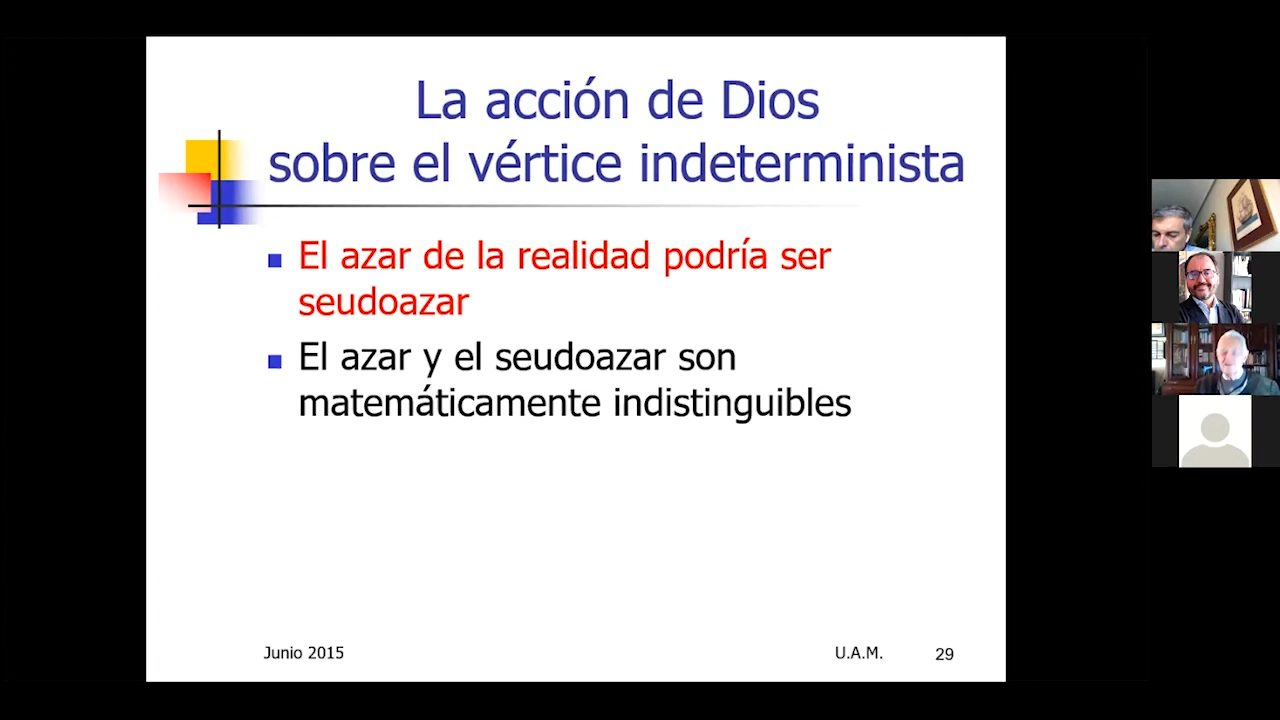 La acción de Dios
sobre el vértice indeterminista
El azar de la realidad podría ser
seudoazar
El azar y el seudoazar son
matemáticamente indistinguibles
Junio 2015
U.A.M.
29